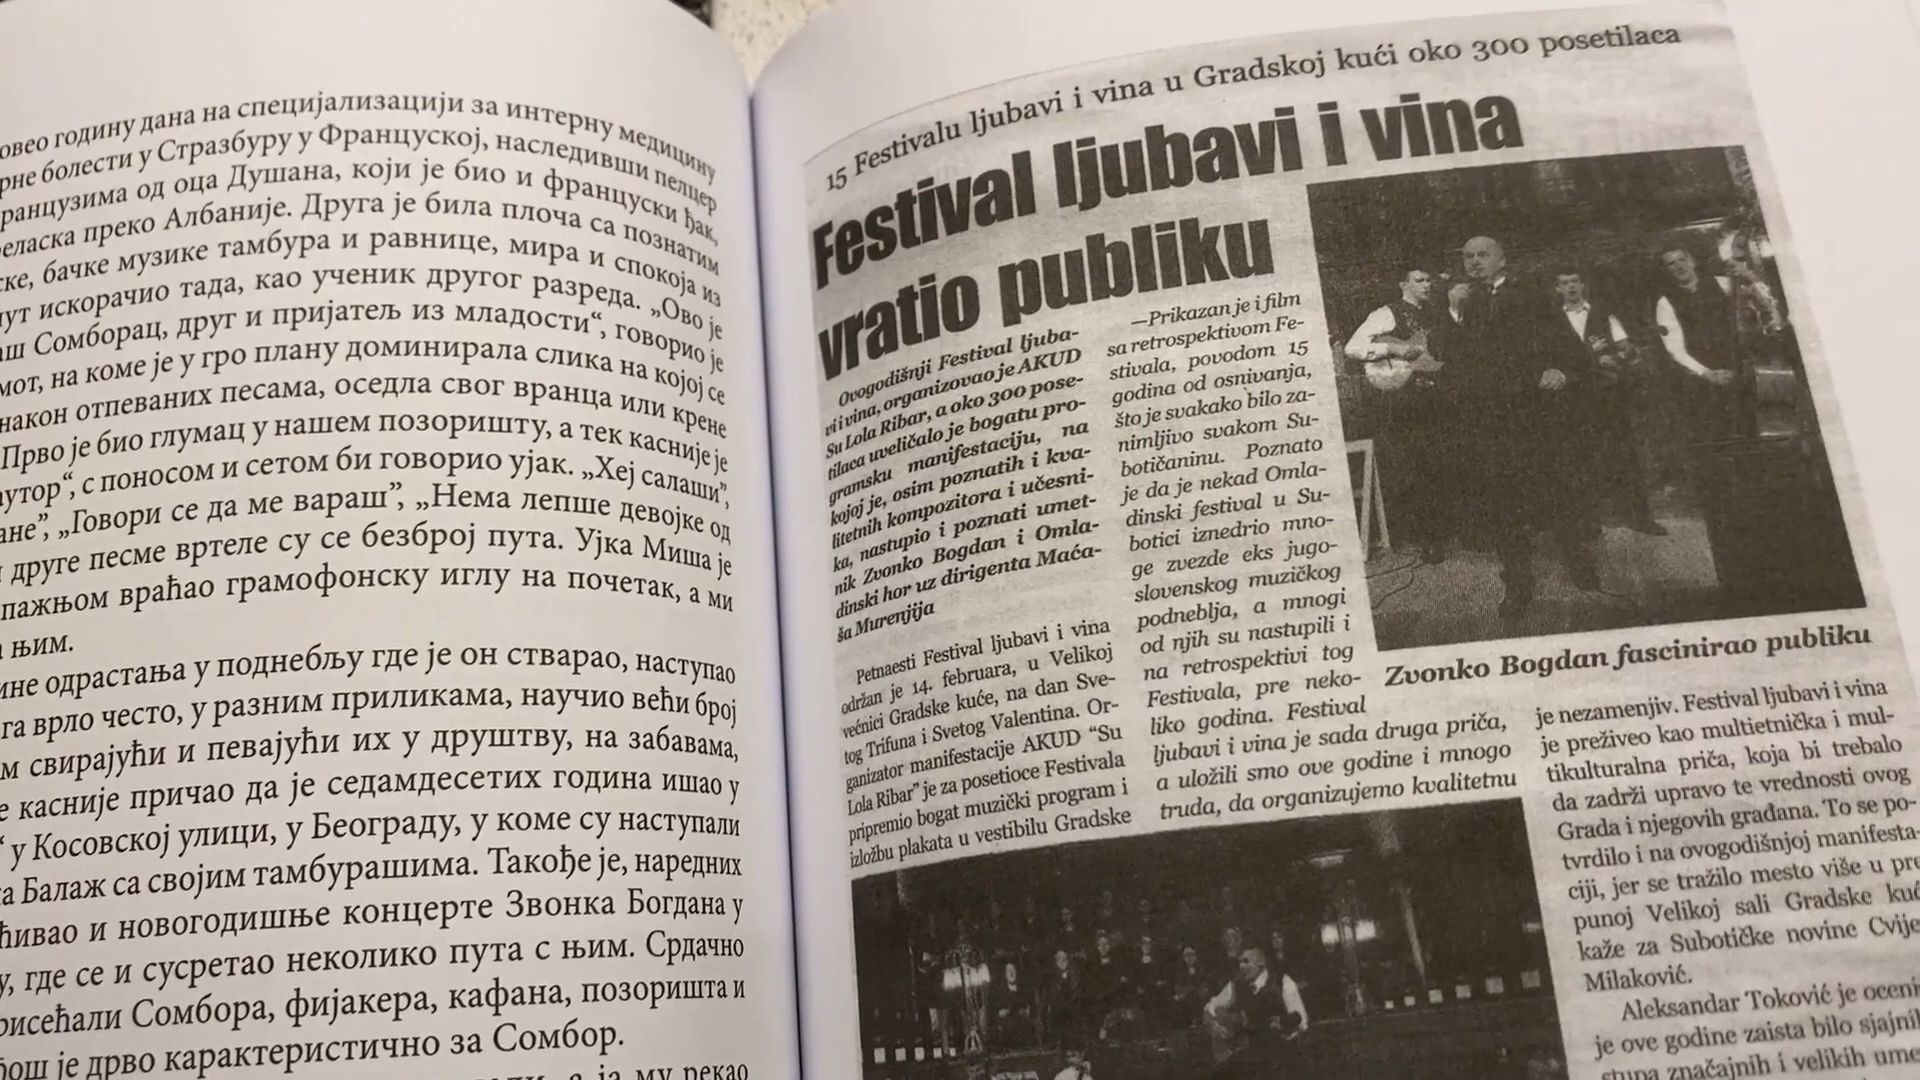 овео годину дана на специјализацији за интерну медицину
рне болести у Стразбуру у Француској, наследивши пелцер
ранцузима од оца Душана, који је био и француски ђак,
еласка преко Албаније. Друга је била плоча са познатим
ске, бачке музике тамбура и равнице, мира и спокоја из
ут искорачио тада, као ученик другог разреда. „Ово је
аш Сомборац, друг и пријатељ из младости“, говорио је
мот, на коме је у гро плану доминирала слика на којој се
након отпеваних песама, оседла свог вранца или крене
Прво је био глумац у нашем позоришту, а тек касније је
аутор“, с поносом и сетом би говорио ујак. „Хеј салаши”,
ане”, „Говори се да ме вараш”, „Нема лепше девојке од
и друге песме вртеле су се безброј пута. Ујка Миша је
пажњом враћао грамофонску иглу на почетак, а ми
њим.
ине одрастања у поднебљу где је он стварао, наступао
га врло често, у разним приликама, научио већи број
м свирајући и певајући их у друштву, на забавама,
е касније причао да је седамдесетих година ишао у
“ у Косовској улици, у Београду, у коме су наступали
а Балаж са својим тамбурашима. Такође је, наредних
ћивао и новогодишње концерте Звонка Богдана у
у, где се и сусретао неколико пута с њим. Срдачно
рисећали Сомбора, фијакера, кафана, позоришта и
ђош је дрво карактеристично за Сомбор.
а ја му рекао
15 Festivalu ljubavi i vina u Gradskoj kući oko 300 posetilaca
Festival ljubavi i vina
vratio publiku
Ovogodišnji Festival ljuba-
vi i vina, organizovao je AKUD
Su Lola Ribar, a oko 300 pose-
tilaca uveličalo je bogatu pro-
gramsku manifestaciju, na
kojoj je, osim poznatih i kva-
litetnih kompozitora i učesni-
ka, nastupio i poznati umet-
nik Zvonko Bogdan i Omla-
dinski hor uz dirigenta Maća-
ša Murenjija
Petnaesti Festival ljubavi i vina
održan je 14. februara, u Velikoj
većnici Gradske kuće, na dan Sve-
tog Trifuna i Svetog Valentina. Or-
ganizator manifestacije AKUD “Su
Lola Ribar” je za posetioce Festivala
pripremio bogat muzički program i
izložbu plakata u vestibilu Gradske
—Prikazan je i film
sa retrospektivom Fe-
stivala, povodom 15
godina od osnivanja,
što je svakako bilo za-
nimljivo svakom Su-
botičaninu. Poznato
je da je nekad Omla-
dinski festival u Su-
botici iznedrio mno-
ge zvezde eks jugo-
slovenskog muzičkog
podneblja, a mnogi
od njih su nastupili i
na retrospektivi tog
Festivala, pre neko-
liko godina. Festival
ljubavi i vina je sada druga priča,
a uložili smo ove godine i mnogo
truda, da organizujemo kvalitetnu
Zvonko Bogdan fascinirao publiku
je nezamenjiv. Festival ljubavi i vina
je preživeo kao multietnička i mul-
tikulturalna priča, koja bi trebalo
da zadrži upravo te vrednosti ovog
Grada i njegovih građana. To se po-
tvrdilo i na ovogodišnjoj manifesta-
ciji, jer se tražilo mesto više u pre
punoj Velikoj sali Gradske kuć
kaže za Subotičke novine Cvije
Milaković.
Aleksandar Toković je oceni
je ove godine zaista bilo sjajnih
stupa značajnih i velikih ume